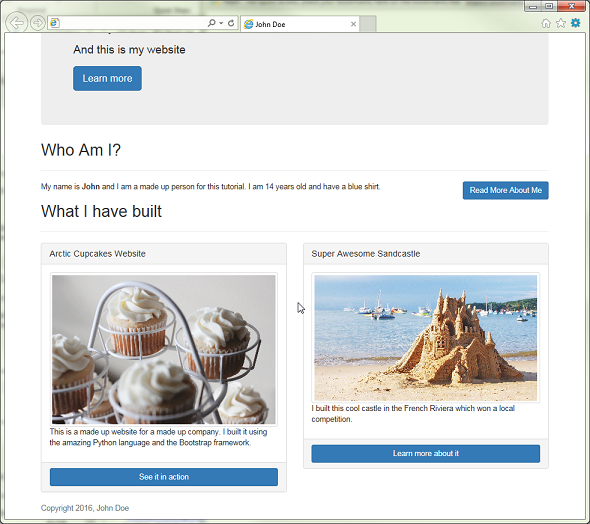 John Doe
And this is my website
Learn more
Who Am I?
My name is John and I am a made up person for this tutorial. I am 14 years old and have a blue shirt.
Read More About Me
What I have built
Arctic Cupcakes Website
Super Awesome Sandcastle
This is a made up website for a made up company. I built it using
the amazing Python language and the Bootstrap framework.
See it in action
I built this cool castle in the French Riviera which won a local
competition.
Learn more about it
Copyright 2016, John Doe